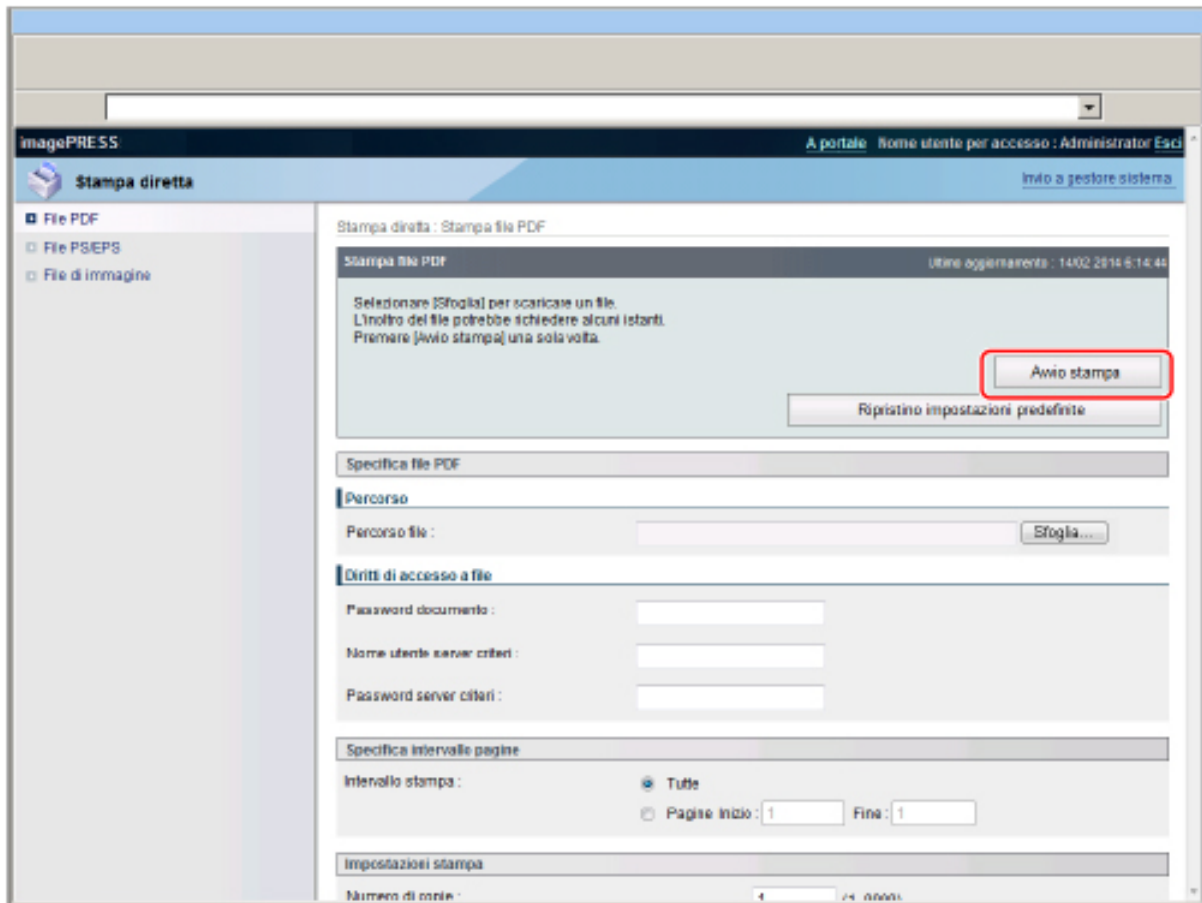 imagePRESS A portale Nome utente per accesso : Administrator Esci
Stampa diretta Invio a gestore sistema
File PDF
File PS/EPS
File di immagine
Stampa diretta : Stampa file PDF
Stampa file PDF Ultimo aggiornamento : 14/02 2014 6:14:44
Selezionare [Sfoglia] per scaricare un file.
L'inoltro del file potrebbe richiedere alcuni istanti.
Premere [Avvio stampa] una sola volta.
Avvio stampa
Ripristino impostazioni predefinite
Specifica file PDF
Percorso
Percorso file : Sfoglia...
Diritti di accesso a file
Password documento :
Nome utente server criteri :
Password server criteri :
Specifica intervallo pagine
Intervallo stampa : Tutte
Pagine Inizio : 1 Fine : 1
Impostazioni stampa
Numero di copie : 1 (1-9999)